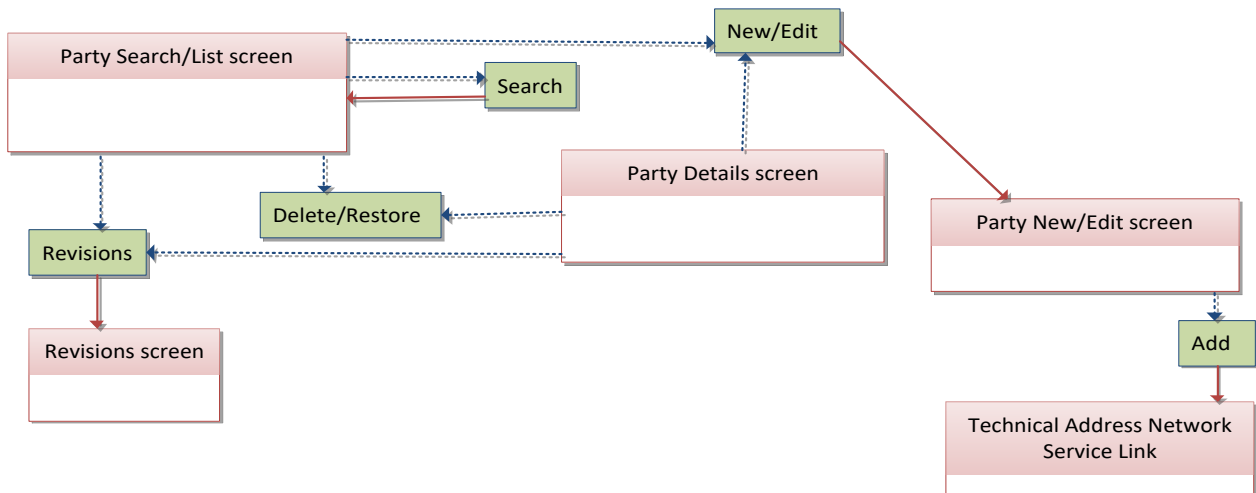 New/Edit
Party Search/List screen
Search
Party Details screen
Delete/Restore
Party New/Edit screen
Revisions
Add
Revisions screen
Technical Address Network
Service Link